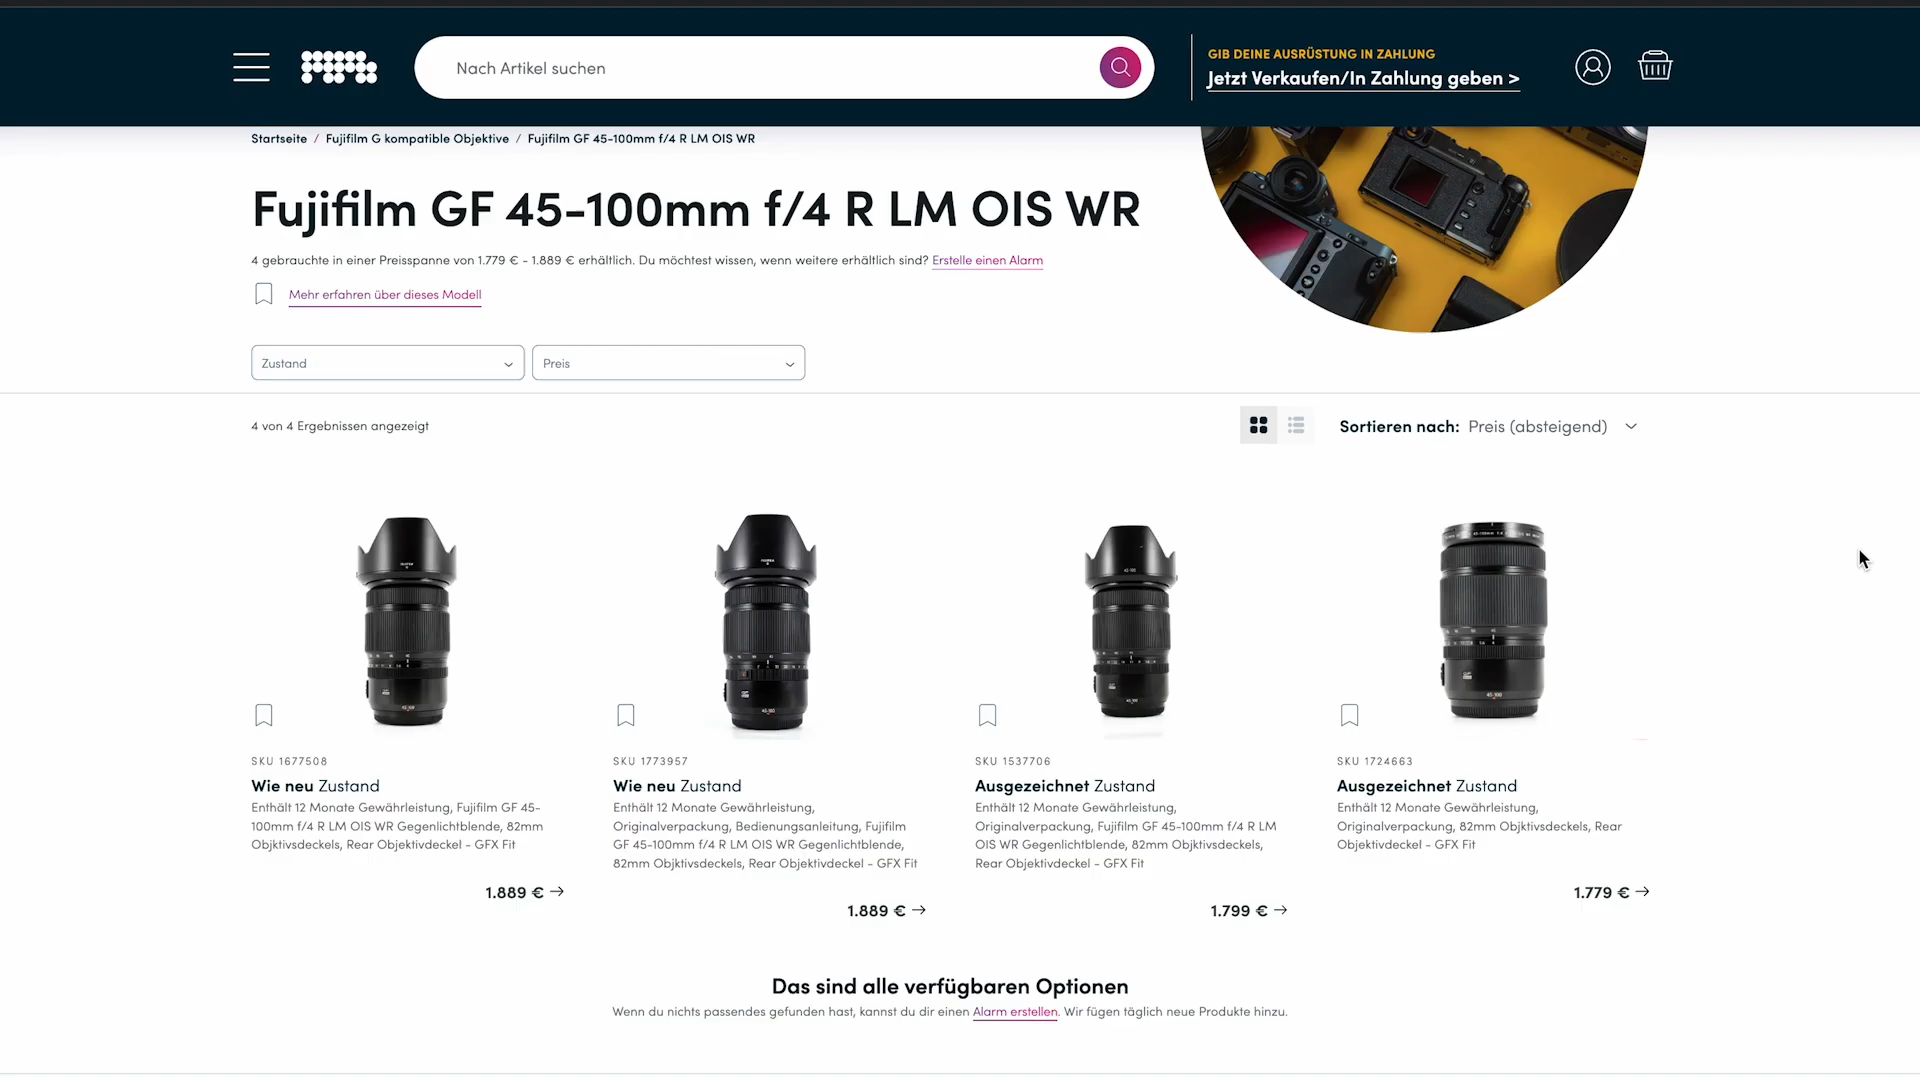 Nach Artikel suchen
GIB DEINE AUSRÜSTUNG IN ZAHLUNG
Jetzt Verkaufen/In Zahlung geben >
Startseite / Fujifilm G kompatible Objektive / Fujifilm GF 45-100mm f/4 R LM OIS WR
Fujifilm GF 45-100mm f/4 R LM OIS WR
4 gebrauchte in einer Preisspanne von 1.779 € - 1.889 € erhältlich. Du möchtest wissen, wenn weitere erhältlich sind? Erstelle einen Alarm
Mehr erfahren über dieses Modell
Zustand
Preis
4 von 4 Ergebnissen angezeigt
Sortieren nach: Preis (absteigend)
SKU 1677508
Wie neu Zustand
Enthält 12 Monate Gewährleistung, Fujifilm GF 45-
100mm f/4 R LM OIS WR Gegenlichtblende, 82mm
Objktivsdeckels, Rear Objektivdeckel - GFX Fit
1.889 €
SKU 1773957
Wie neu Zustand
Enthält 12 Monate Gewährleistung,
Originalverpackung, Bedienungsanleitung, Fujifilm
GF 45-100mm f/4 R LM OIS WR Gegenlichtblende,
82mm Objktivsdeckels, Rear Objektivdeckel - GFX Fit
1.889 €
SKU 1537706
Ausgezeichnet Zustand
Enthält 12 Monate Gewährleistung,
Originalverpackung, Fujifilm GF 45-100mm f/4 R LM
OIS WR Gegenlichtblende, 82mm Objktivsdeckels,
Rear Objektivdeckel - GFX Fit
1.799 €
SKU 1724663
Ausgezeichnet Zustand
Enthält 12 Monate Gewährleistung,
Originalverpackung, 82mm Objktivsdeckels, Rear
Objektivdeckel - GFX Fit
1.779 €
Das sind alle verfügbaren Optionen
Wenn du nichts passendes gefunden hast, kannst du dir einen Alarm erstellen. Wir fügen täglich neue Produkte hinzu.